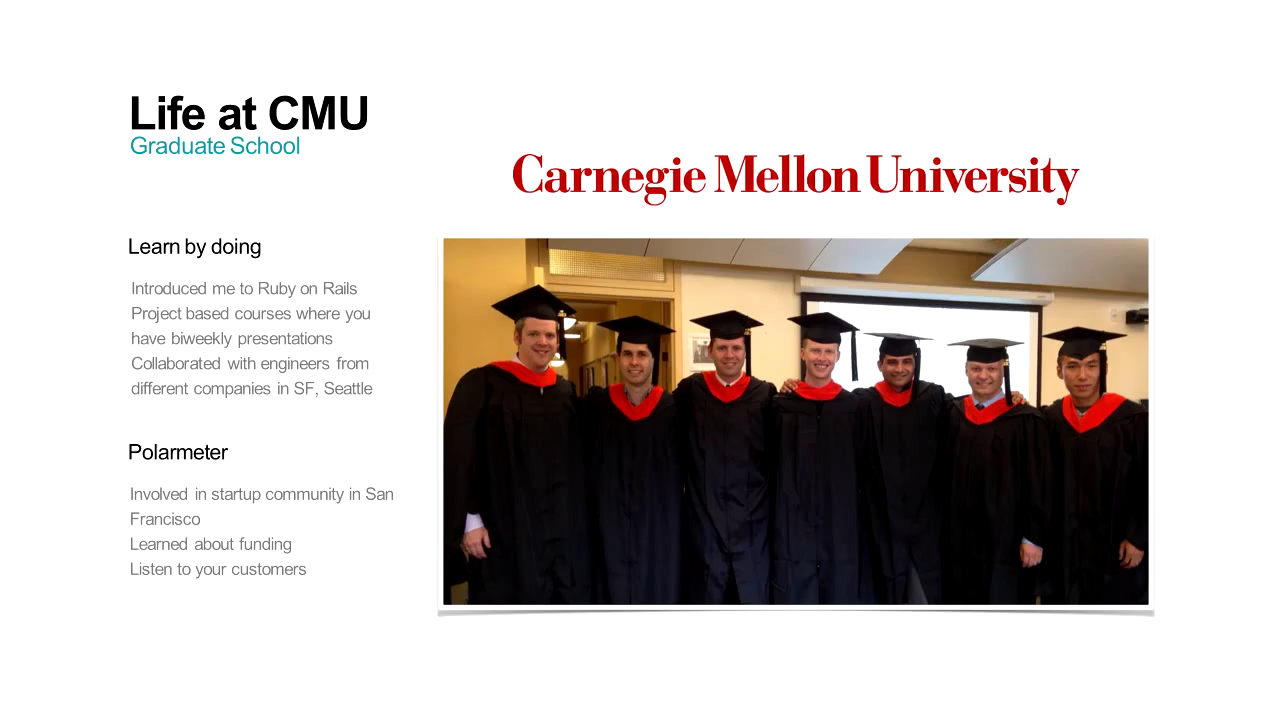 Life at CMU
Graduate School
Carnegie Mellon University
Learn by doing
Introduced me to Ruby on Rails
Project based courses where you
have biweekly presentations
Collaborated with engineers from
different companies in SF, Seattle
Polarmeter
Involved in startup community in San
Francisco
Learned about funding
Listen to your customers